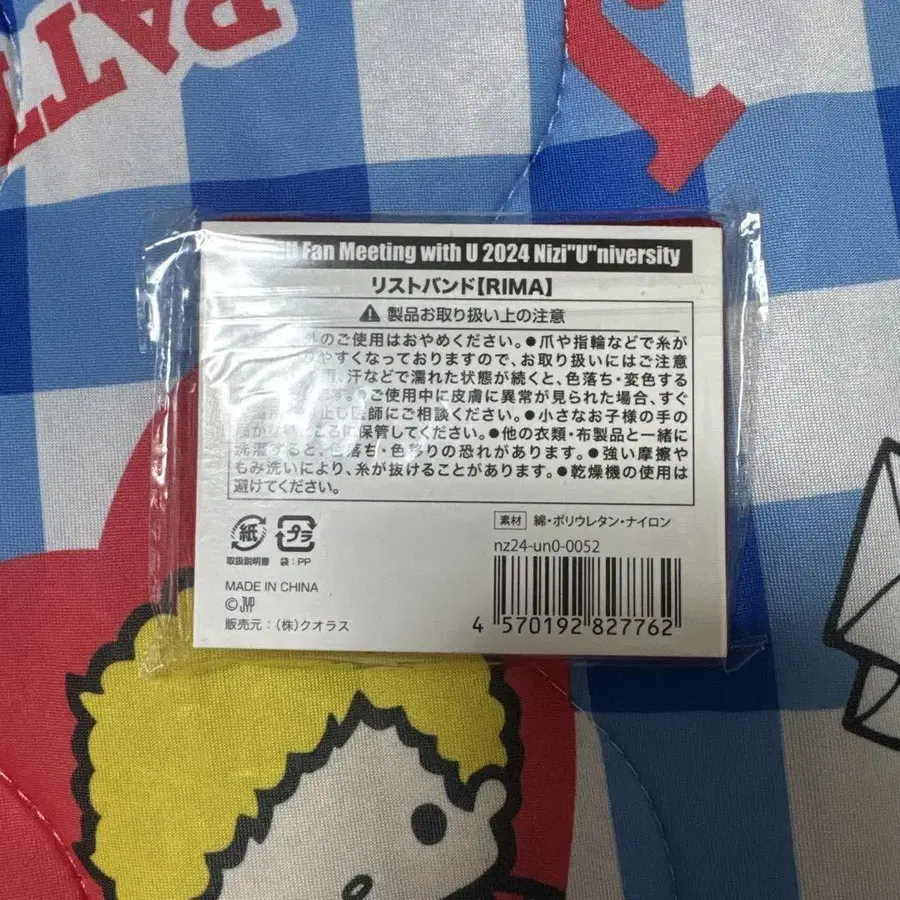 PATT
U Fan Meeting with U 2024 Nizi"U"niversity
リストバンド【RIMA】
⚠ 製品お取り扱い上の注意
外のご使用はおやめください。●爪や指輪などで糸が
やすくなっておりますので、お取り扱いにはご注意
汗などで濡れた状態が続くと、色落ち・変色する
す。●ご使用中に皮膚に異常が見られた場合、すぐ
止し医師にご相談ください。●小さなお子様の手の
ころに保管してください。●他の衣類・布製品と一緒に
洗濯すると、色落ち・色移りの恐れがあります。●強い摩擦や
もみ洗いにより、糸が抜けることがあります。●乾燥機の使用は
避けてください。
紙 プラ
取扱説明書 袋：PP
素材 綿・ポリウレタン・ナイロン
nz24-un0-0052
MADE IN CHINA
© JYP
販売元：(株)クオラス
4 570192 827762